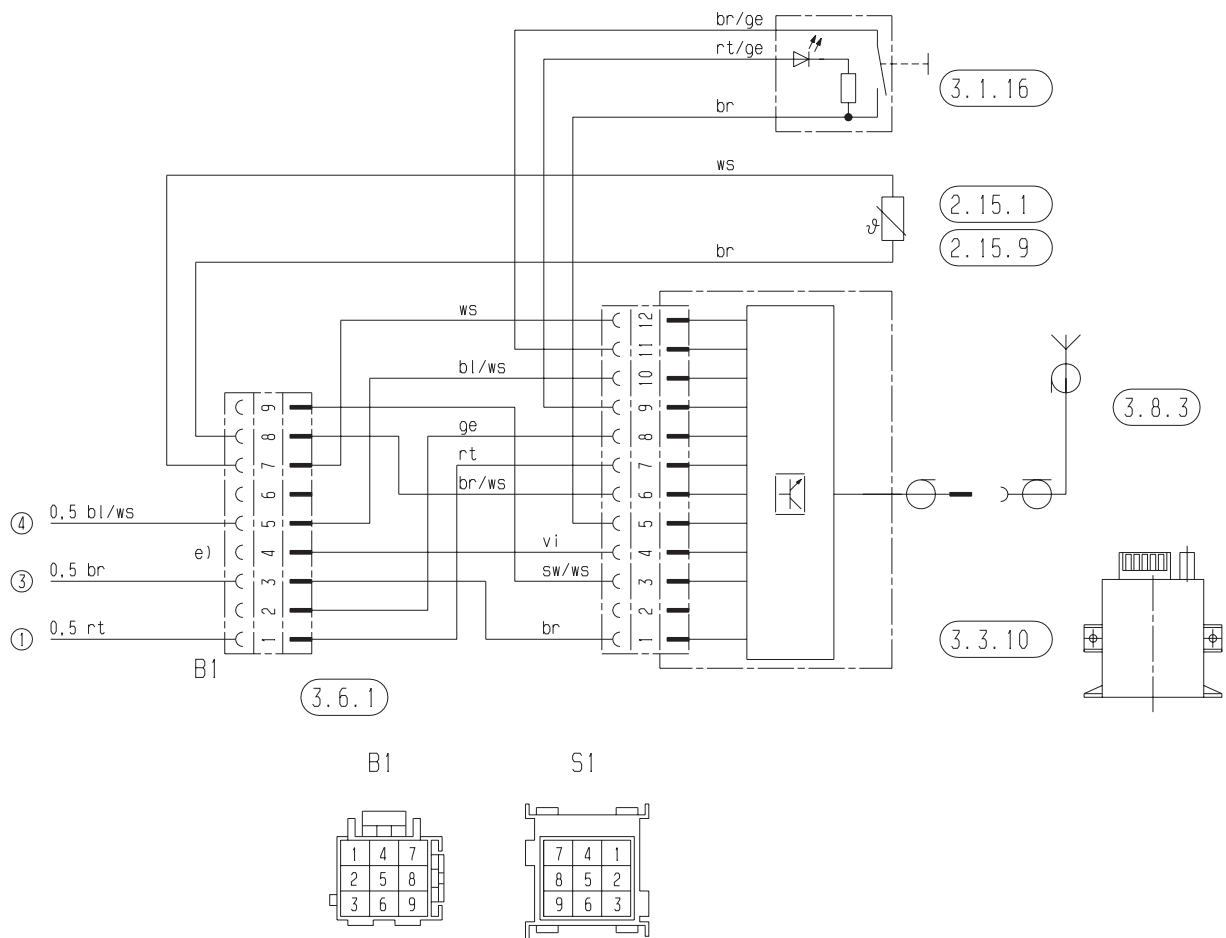 br/ge
rt/ge
3.1.16
br
ws
2.15.1
ϑ
2.15.9
br
ws
12
11
bl/ws
10
9
9
3.8.3
ge
8
8
rt
7
7
br/ws
6
6
④ 0,5 bl/ws
5
5
e)
4
vi
4
③ 0,5 br
3
sw/ws
3
2
2
① 0,5 rt
1
br
1
3.3.10
B1
3.6.1
B1
S1
1 4 7
2 5 8
3 6 9
7 4 1
8 5 2
9 6 3